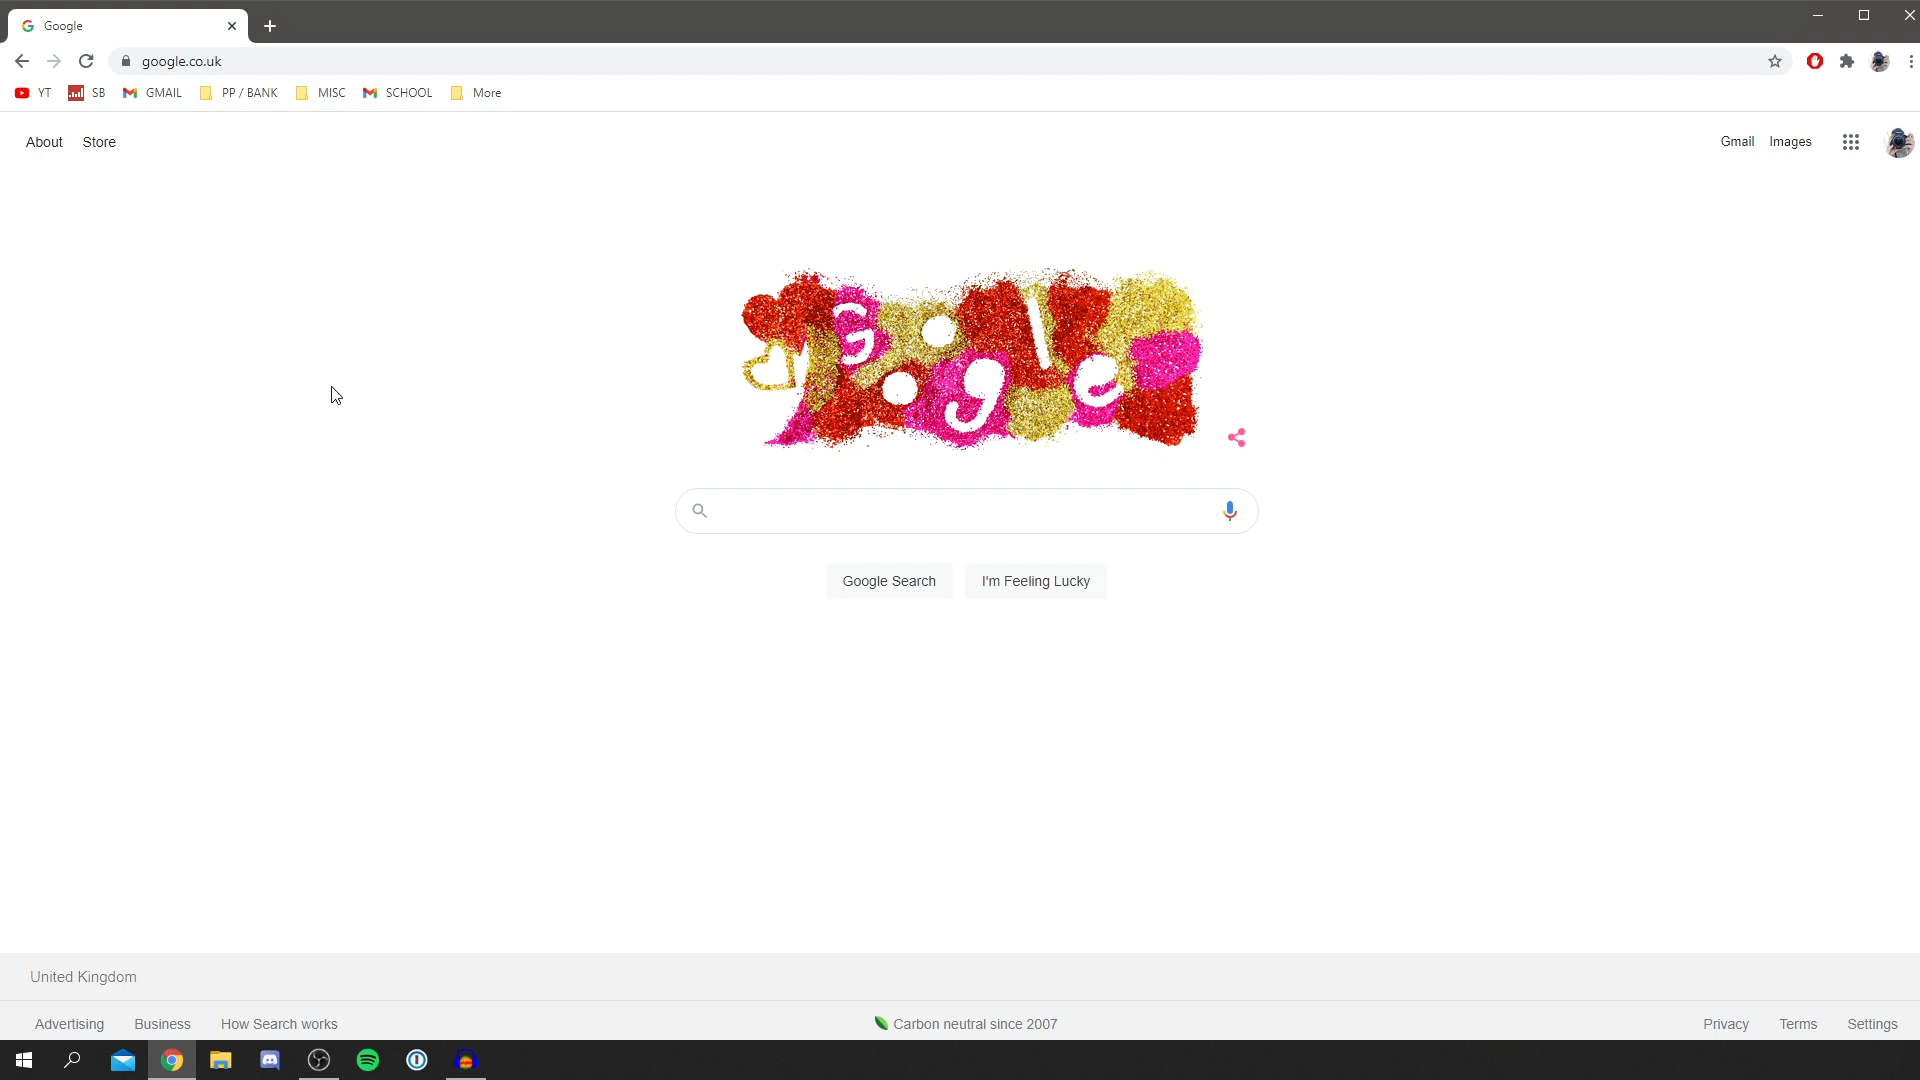 Google
google.co.uk
YT SB GMAIL PP / BANK MISC SCHOOL More
About Store Gmail Images
Google
Google Search I'm Feeling Lucky
United Kingdom
Advertising Business How Search works Carbon neutral since 2007 Privacy Terms Settings